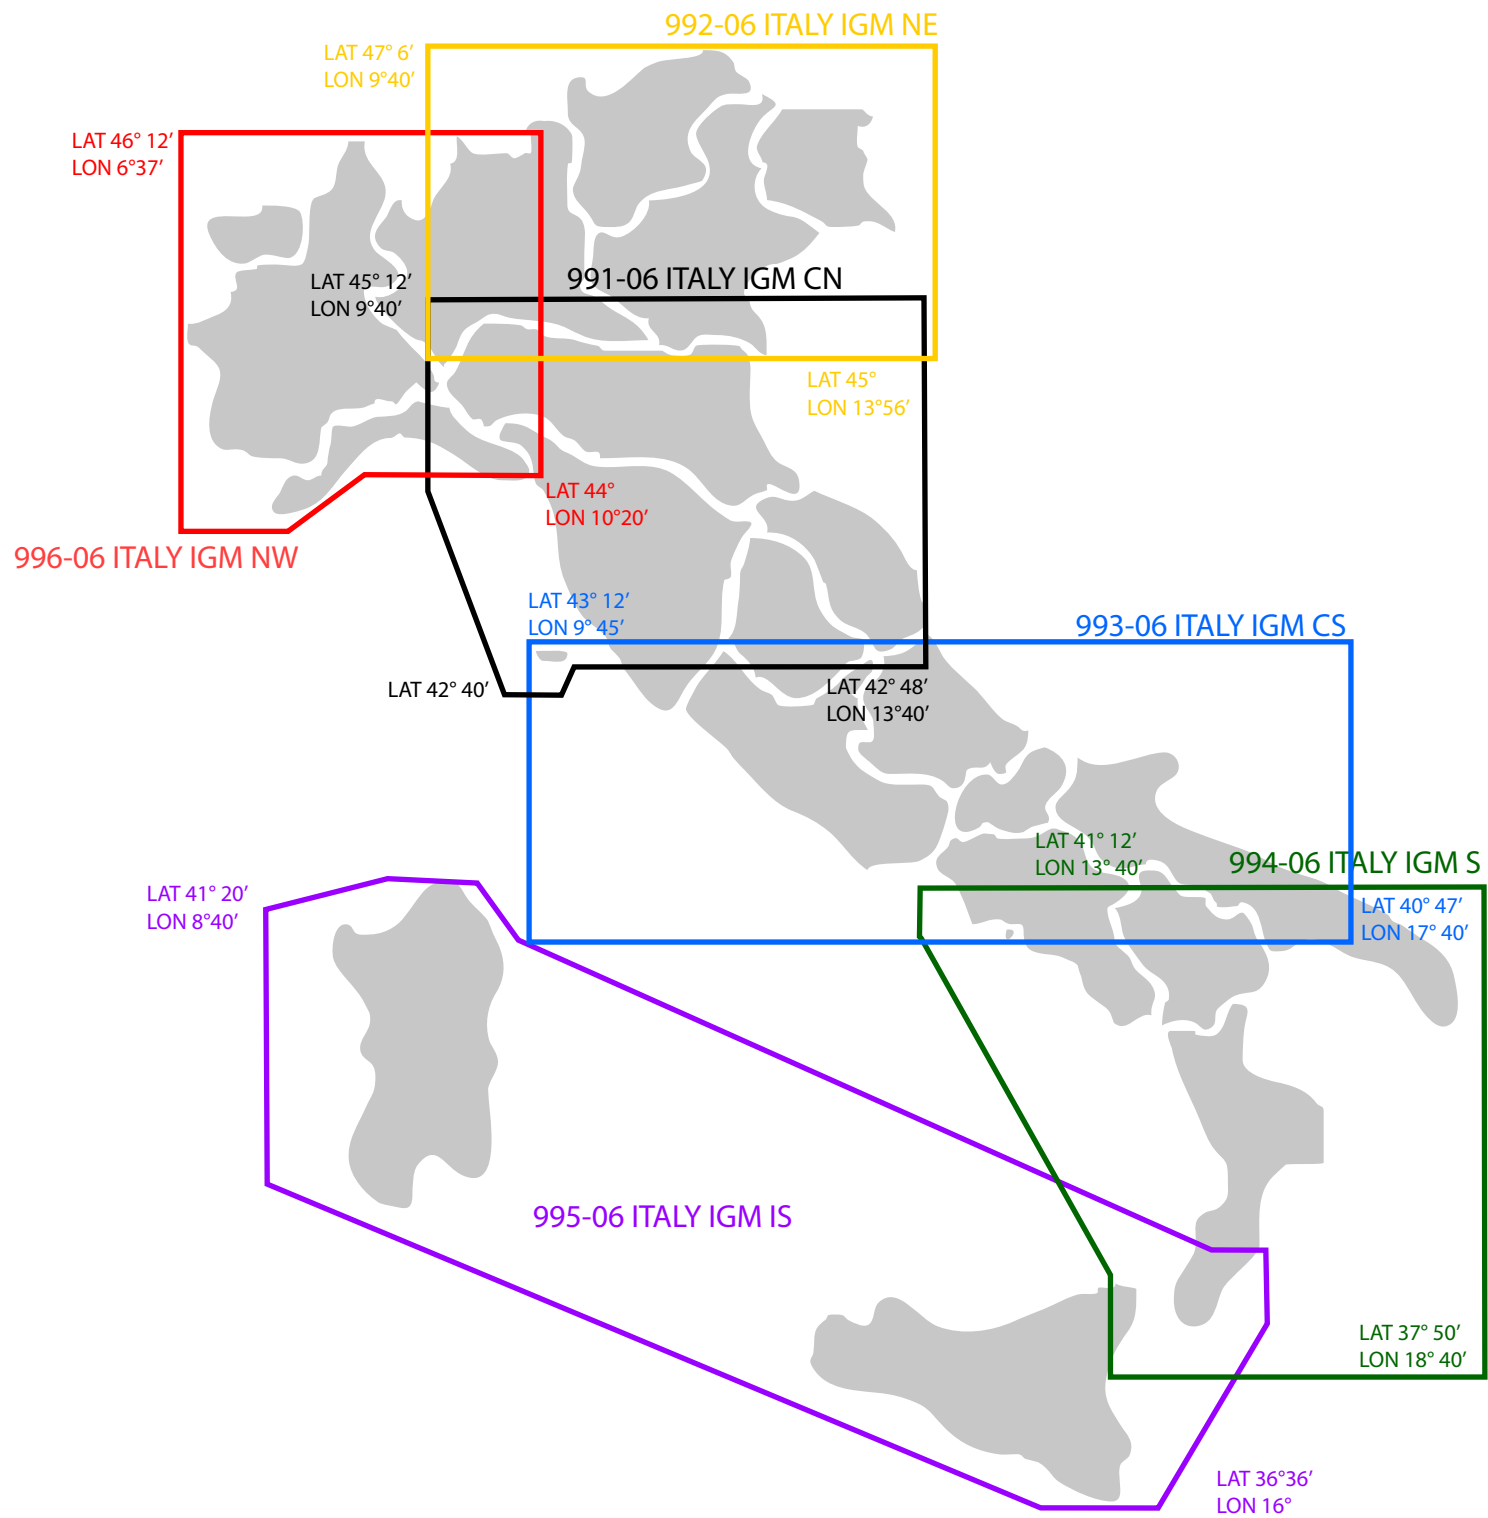 992-06 ITALY IGM NE
LAT 47° 6′
LON 9°40′
LAT 46° 12′
LON 6°37′
991-06 ITALY IGM CN
LAT 45° 12′
LON 9°40′
LAT 45°
LON 13°56′
LAT 44°
LON 10°20′
996-06 ITALY IGM NW
LAT 43° 12′
LON 9° 45′
993-06 ITALY IGM CS
LAT 42° 40′
LAT 42° 48′
LON 13°40′
LAT 41° 12′
LON 13° 40′
994-06 ITALY IGM S
LAT 41° 20′
LON 8°40′
LAT 40° 47′
LON 17° 40′
995-06 ITALY IGM IS
LAT 37° 50′
LON 18° 40′
LAT 36°36′
LON 16°